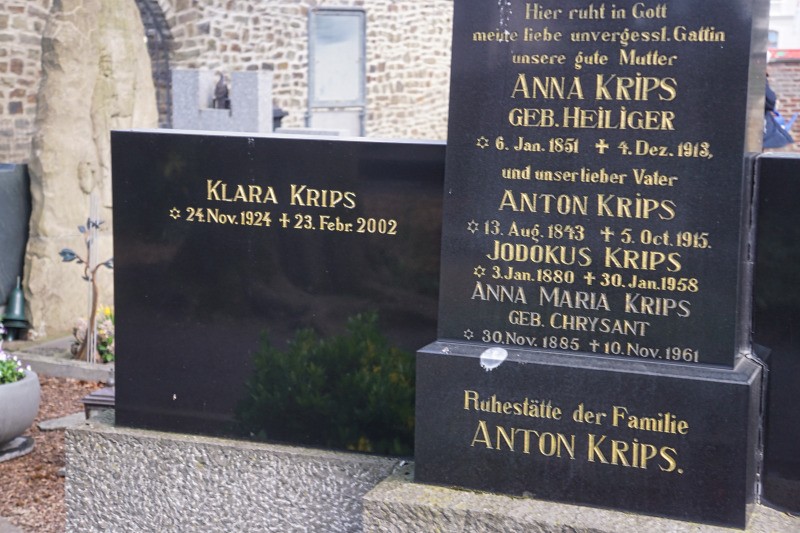 KLARA KRIPS
✡ 24. Nov. 1924 ✝ 23. Febr. 2002
Hier ruht in Gott
meine liebe unvergessl. Gattin
unsere gute Mutter
ANNA KRIPS
GEB. HEILIGER
✡ 6. Jan. 1851 ✝ 4. Dez. 1913,
und unser lieber Vater
ANTON KRIPS
✡ 13. Aug. 1843 ✝ 5. Oct. 1915.
JODOKUS KRIPS
✡ 3. Jan. 1880 ✝ 30. Jan. 1958
ANNA MARIA KRIPS
GEB. CHRYSANT
✡ 30. Nov. 1885 ✝ 10. Nov. 1961
Ruhestätte der Familie
ANTON KRIPS.